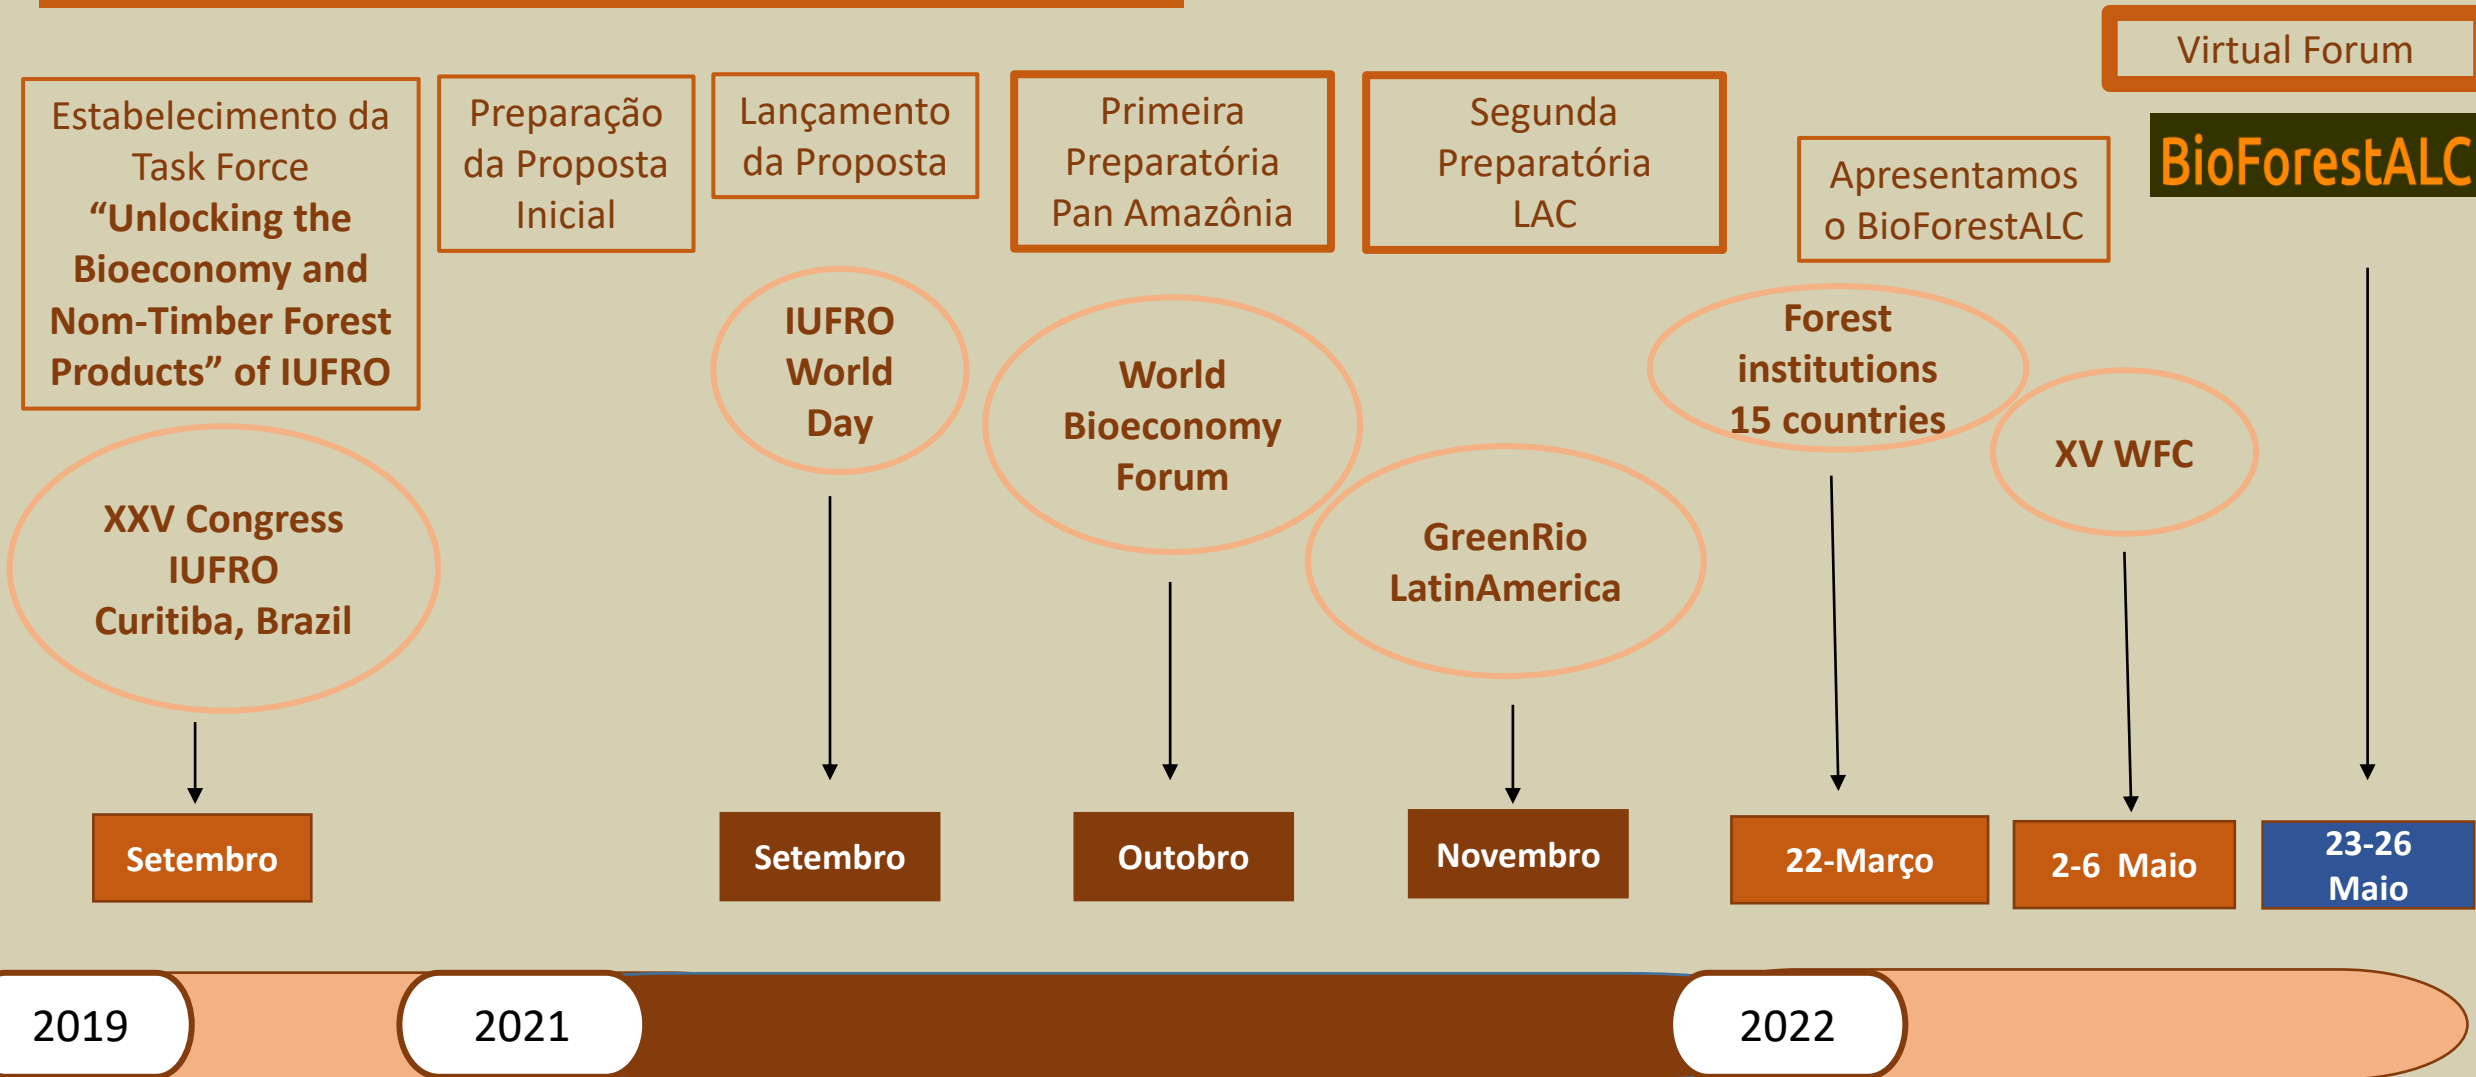 Virtual Forum
Estabelecimento da
Task Force
“Unlocking the
Bioeconomy and
Nom-Timber Forest
Products” of IUFRO
Preparação
da Proposta
Inicial
Lançamento
da Proposta
Primeira
Preparatória
Pan Amazônia
Segunda
Preparatória
LAC
Apresentamos
o BioForestALC
BioForestALC
XXV Congress
IUFRO
Curitiba, Brazil
IUFRO
World
Day
World
Bioeconomy
Forum
GreenRio
LatinAmerica
Forest
institutions
15 countries
XV WFC
Setembro
Setembro
Outobro
Novembro
22-Março
2-6 Maio
23-26
Maio
2019
2021
2022